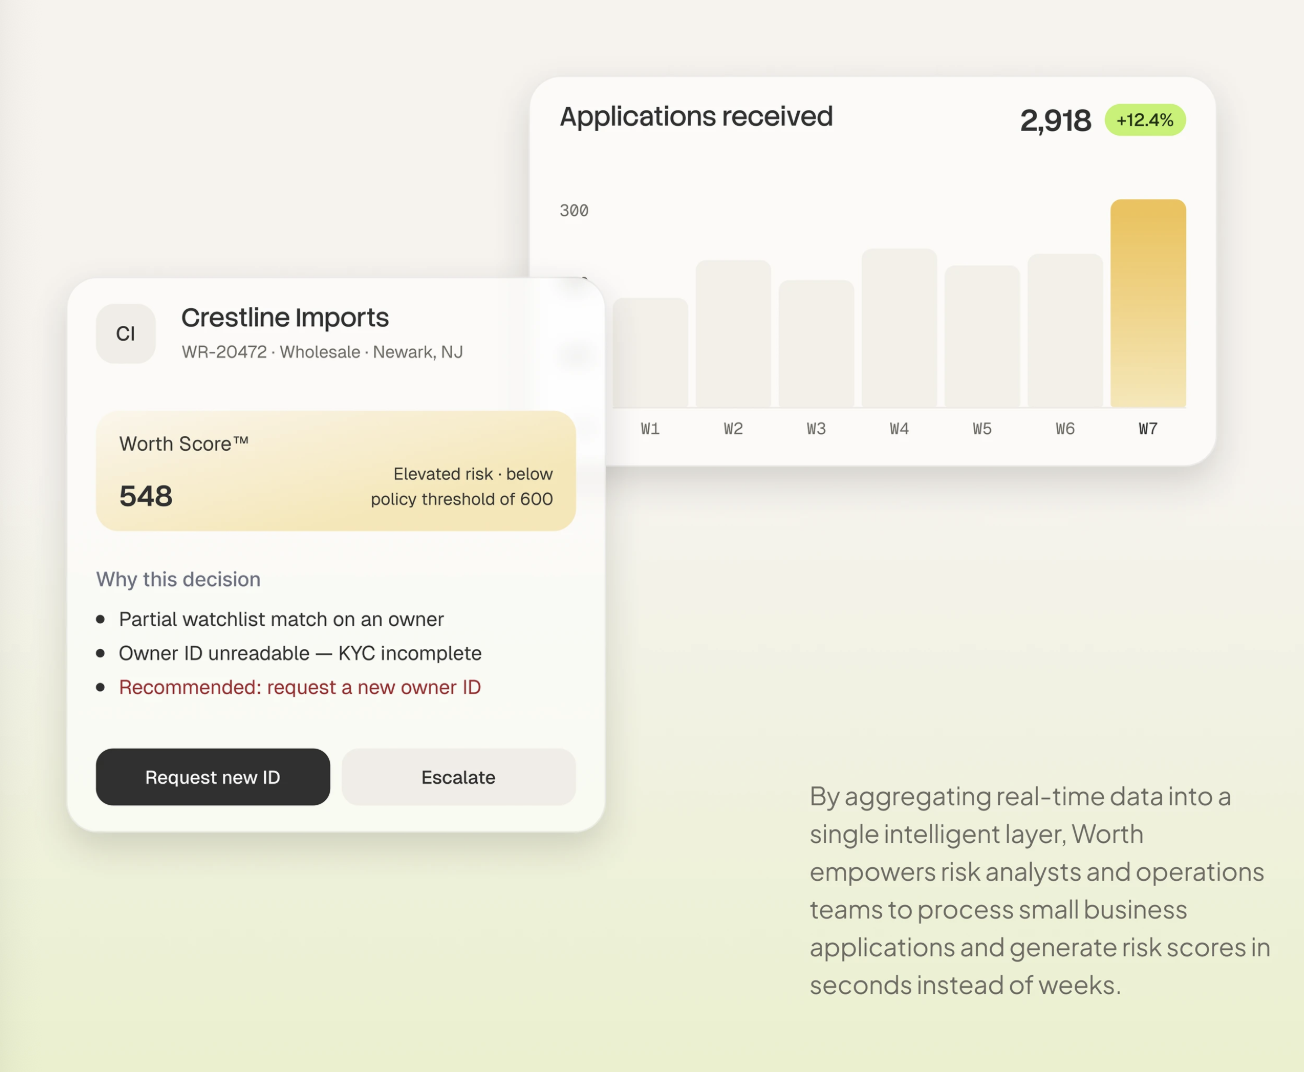 Applications received
2,918
+12.4%
300
W1
W2
W3
W4
W5
W6
W7
CI
Crestline Imports
WR-20472 · Wholesale · Newark, NJ
Worth Score™
548
Elevated risk · below
policy threshold of 600
Why this decision
• Partial watchlist match on an owner
• Owner ID unreadable — KYC incomplete
• Recommended: request a new owner ID
Request new ID
Escalate
By aggregating real-time data into a
single intelligent layer, Worth
empowers risk analysts and operations
teams to process small business
applications and generate risk scores in
seconds instead of weeks.